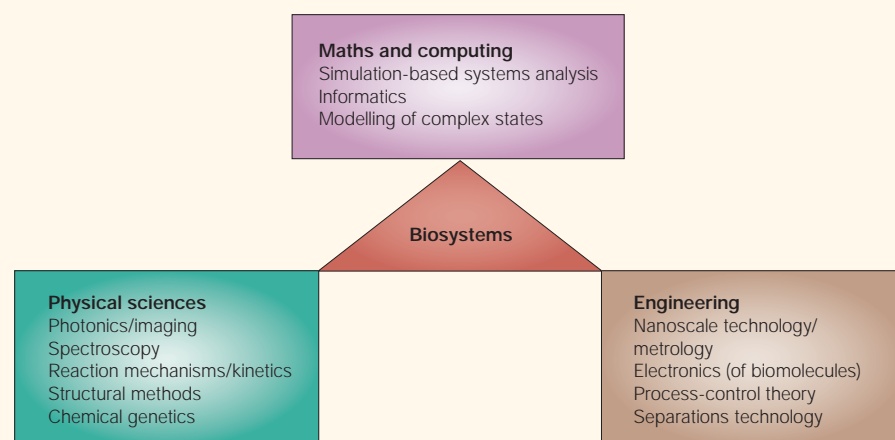 Maths and computing
Simulation-based systems analysis
Informatics
Modelling of complex states
Biosystems
Physical sciences
Photonics/imaging
Spectroscopy
Reaction mechanisms/kinetics
Structural methods
Chemical genetics
Engineering
Nanoscale technology/
metrology
Electronics (of biomolecules)
Process-control theory
Separations technology